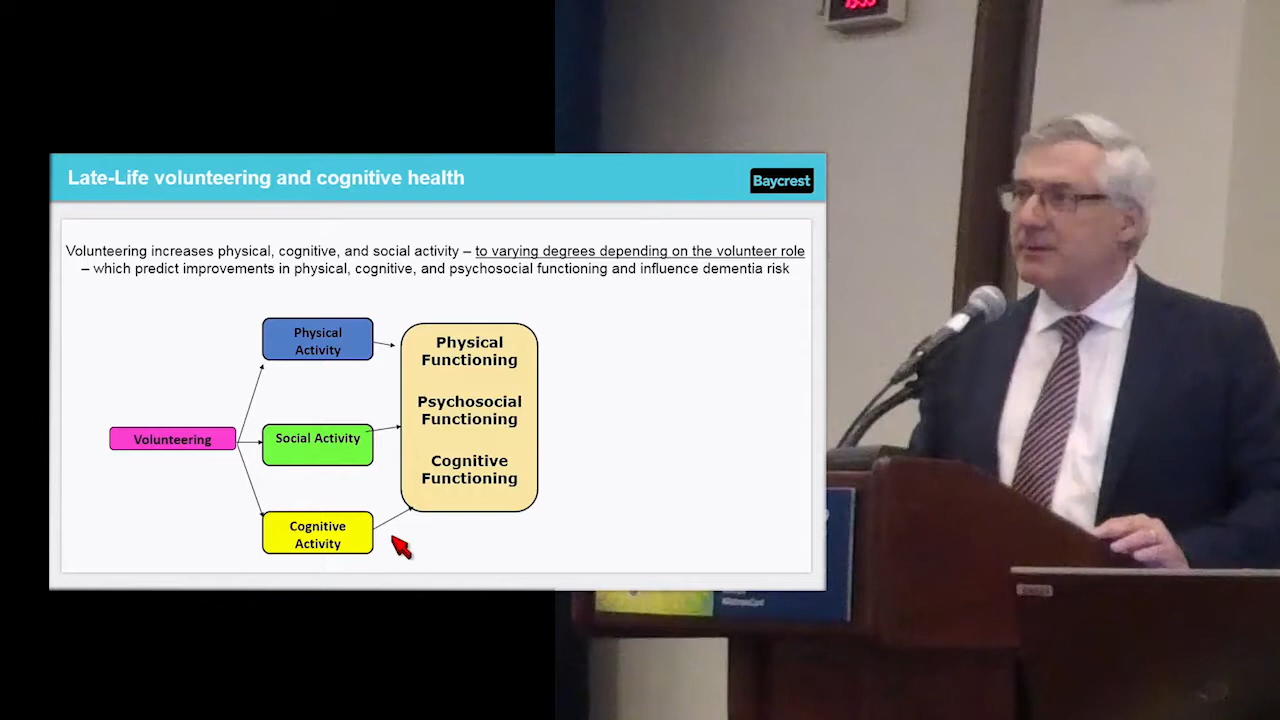 Late-Life volunteering and cognitive health
Baycrest
Volunteering increases physical, cognitive, and social activity – to varying degrees depending on the volunteer role
– which predict improvements in physical, cognitive, and psychosocial functioning and influence dementia risk
Physical
Activity
Physical
Functioning
Psychosocial
Functioning
Volunteering
Social Activity
Cognitive
Functioning
Cognitive
Activity